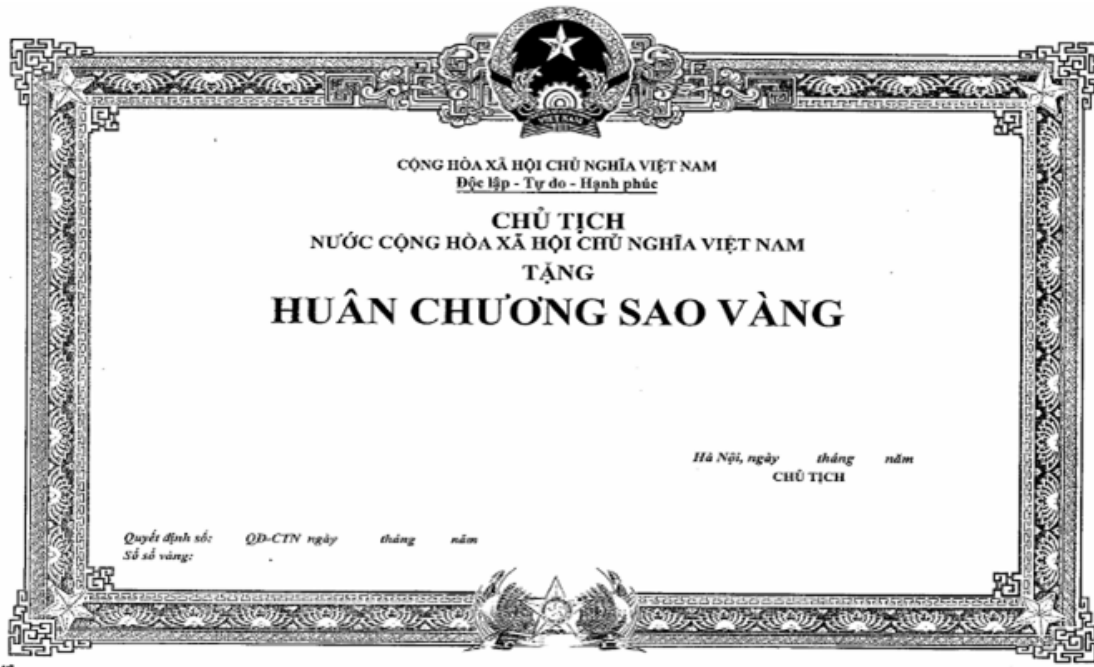 VIỆT NAM
CỘNG HÒA XÃ HỘI CHỦ NGHĨA VIỆT NAM
Độc lập - Tự do - Hạnh phúc
CHỦ TỊCH
NƯỚC CỘNG HÒA XÃ HỘI CHỦ NGHĨA VIỆT NAM
TẶNG
HUÂN CHƯƠNG SAO VÀNG
Hà Nội, ngày tháng năm
CHỦ TỊCH
Quyết định số: QĐ-CTN ngày tháng năm
Số sổ vàng: